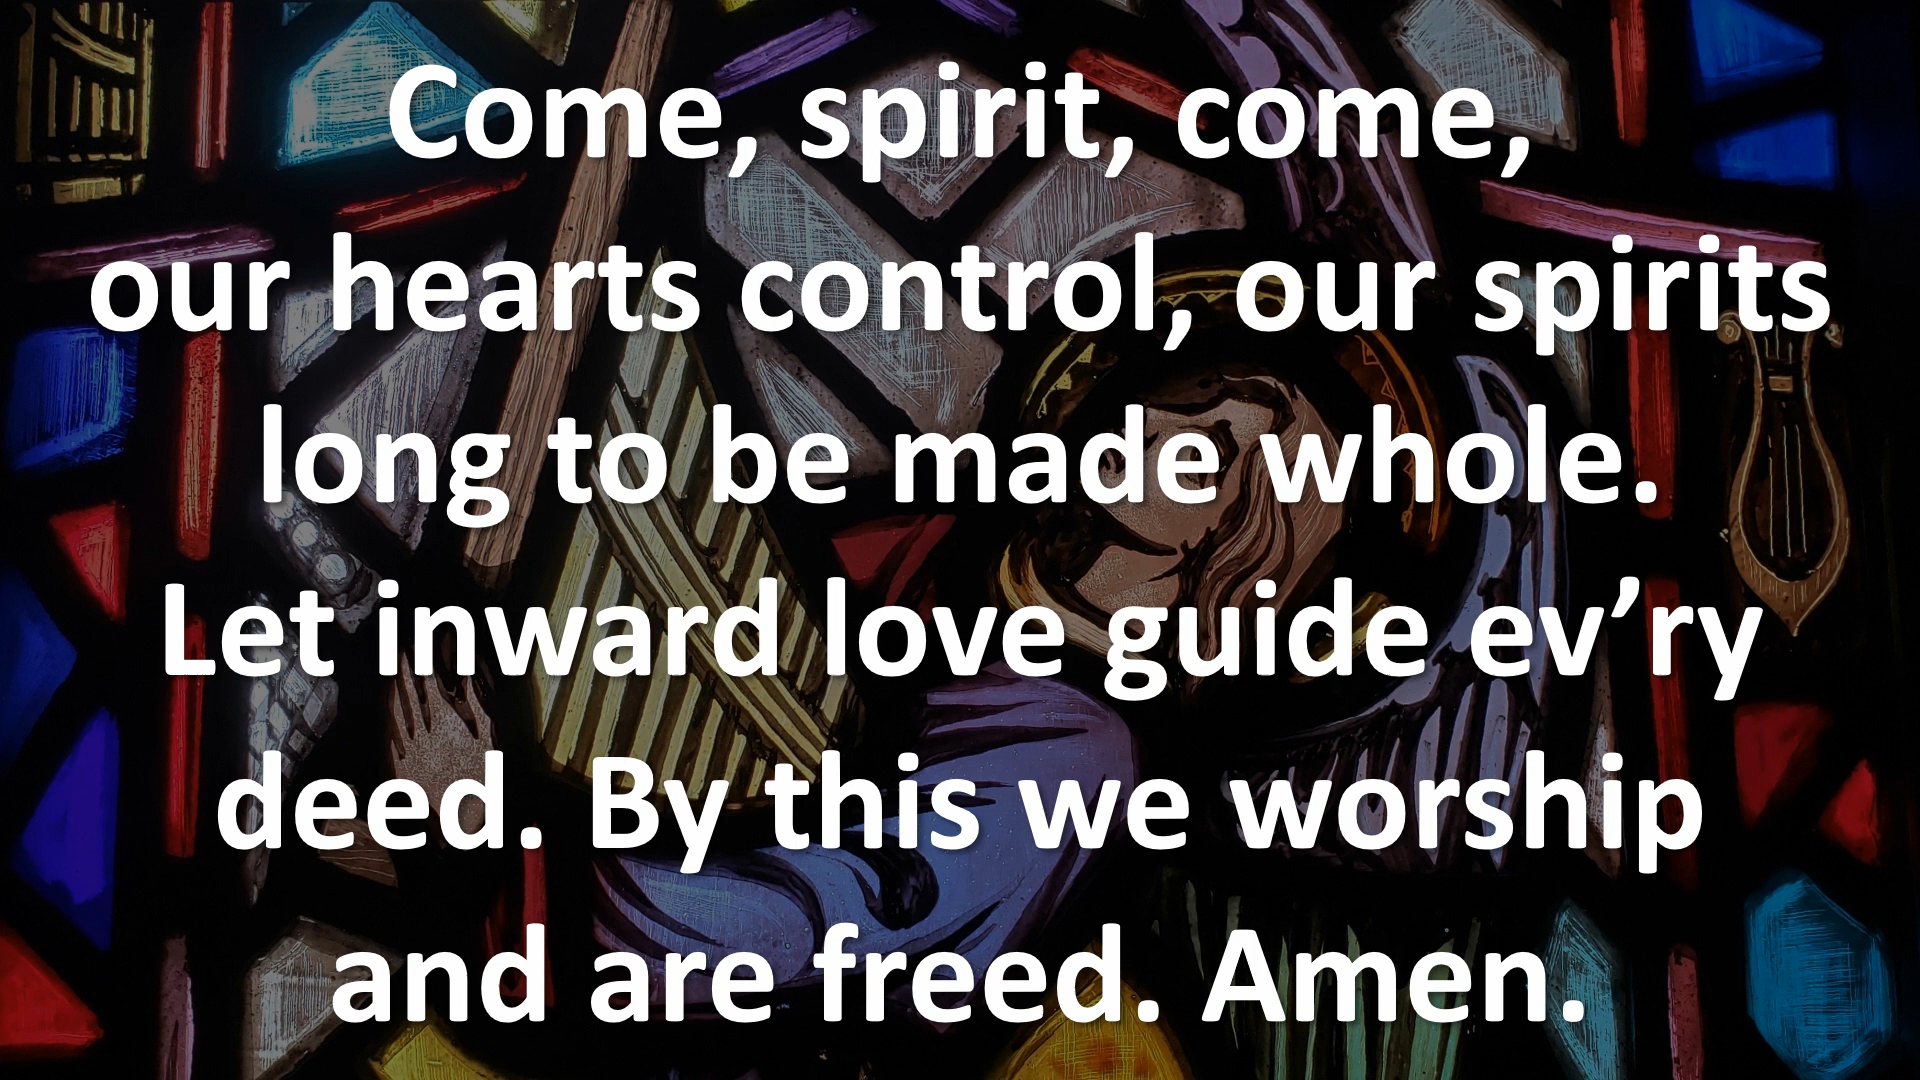 Come, spirit, come,
our hearts control, our spirits
long to be made whole.
Let inward love guide ev’ry
deed. By this we worship
and are freed. Amen.